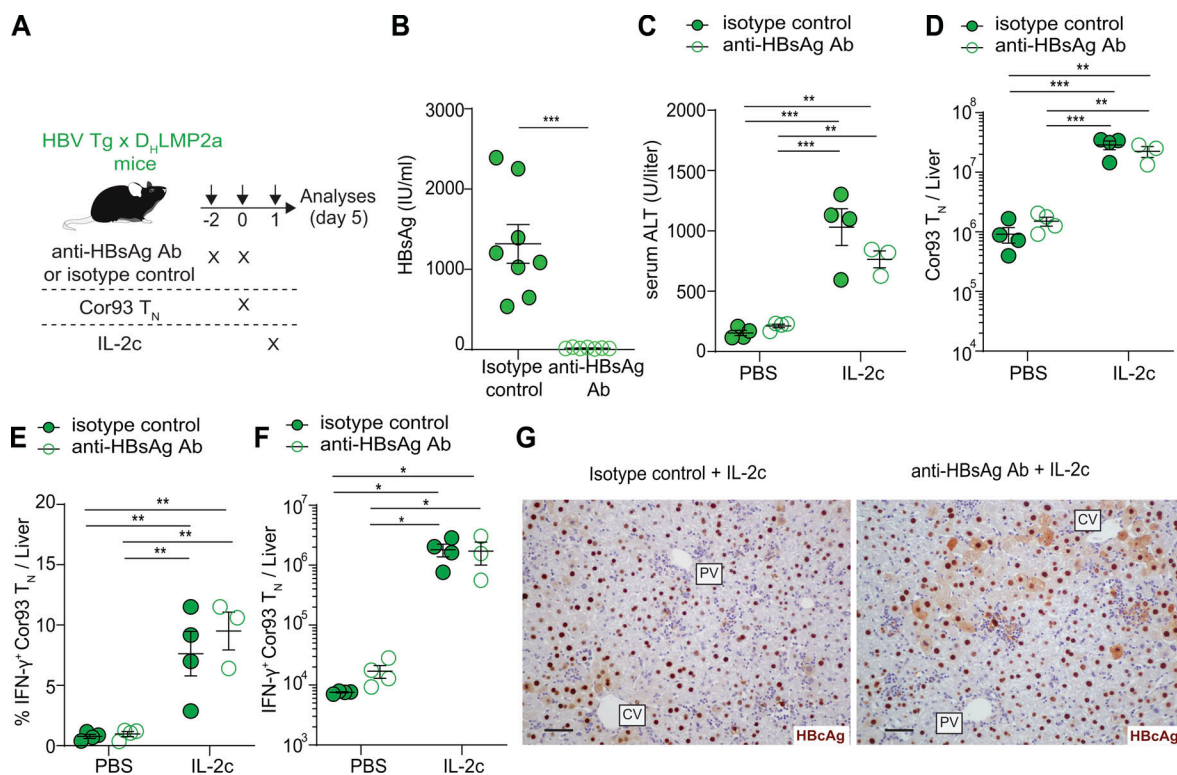 A
HBV Tg x DHLMP2a
mice
-2 0 1
Analyses
(day 5)
anti-HBsAg Ab
or isotype control
X X
Cor93 TN
X
IL-2c
X
B
HBsAg (IU/ml)
3000
2000
1000
0
***
Isotype
control
anti-HBsAg
Ab
C
isotype control
anti-HBsAg Ab
serum ALT (U/liter)
2000
1500
1000
500
0
**
***
**
***
PBS
IL-2c
D
isotype control
anti-HBsAg Ab
Cor93 TN / Liver
10^8
10^7
10^6
10^5
10^4
**
***
**
***
PBS
IL-2c
E
isotype control
anti-HBsAg Ab
% IFN-γ+ Cor93 TN / Liver
20
15
10
5
0
**
**
**
**
PBS
IL-2c
F
isotype control
anti-HBsAg Ab
IFN-γ+ Cor93 TN / Liver
10^7
10^6
10^5
10^4
10^3
*
*
*
*
PBS
IL-2c
G
Isotype control + IL-2c
PV
CV
HBcAg
anti-HBsAg Ab + IL-2c
CV
PV
HBcAg